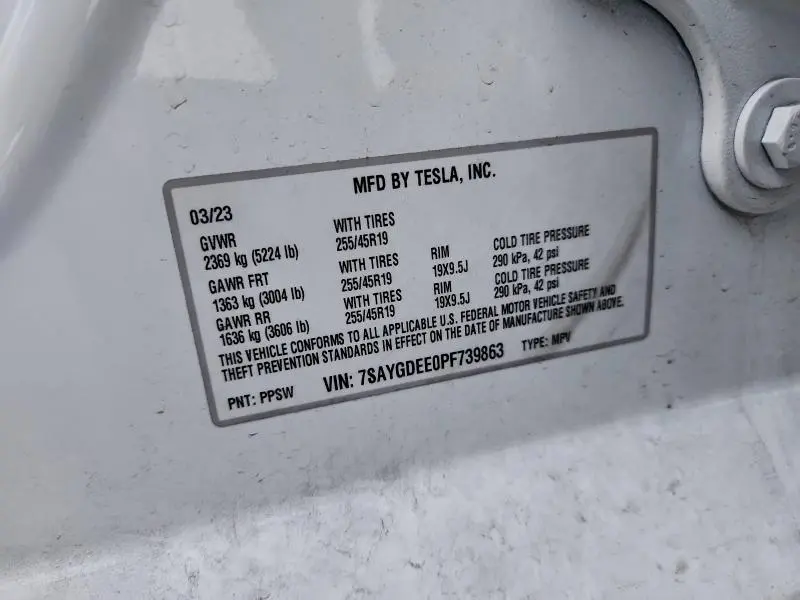 MFD BY TESLA, INC.
03/23
GVWR WITH TIRES
2369 kg (5224 lb) 255/45R19
GAWR FRT WITH TIRES RIM COLD TIRE PRESSURE
1363 kg (3004 lb) 255/45R19 19X9.5J 290 kPa, 42 psi
GAWR RR WITH TIRES RIM COLD TIRE PRESSURE
1636 kg (3606 lb) 255/45R19 19X9.5J 290 kPa, 42 psi
THIS VEHICLE CONFORMS TO ALL APPLICABLE U.S. FEDERAL MOTOR VEHICLE SAFETY AND
THEFT PREVENTION STANDARDS IN EFFECT ON THE DATE OF MANUFACTURE SHOWN ABOVE.
PNT: PPSW VIN: 7SAYGDEE0PF739863 TYPE: MPV